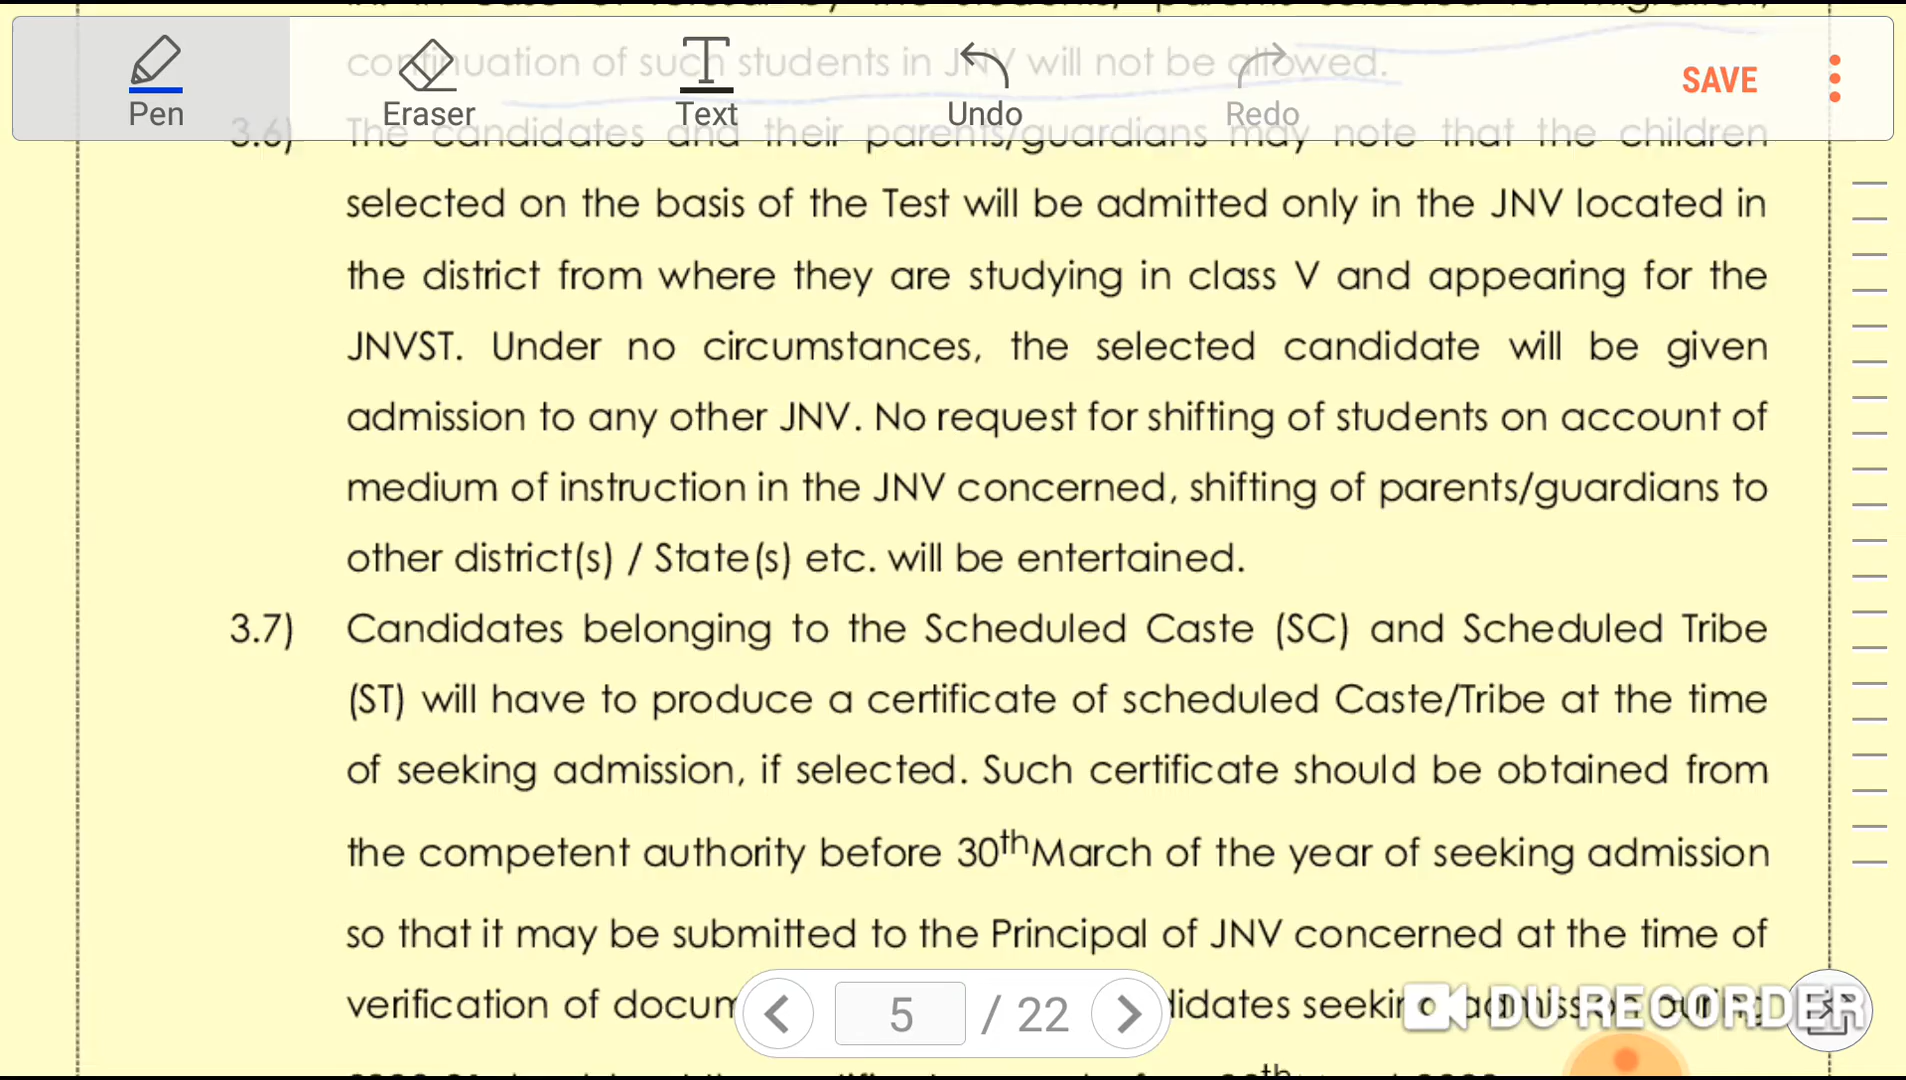 continuation of such students in JNV will not be allowed.
Pen
Eraser
Text
Undo
Redo
SAVE
3.6) The candidates and their parents/guardians may note that the children
selected on the basis of the Test will be admitted only in the JNV located in
the district from where they are studying in class V and appearing for the
JNVST. Under no circumstances, the selected candidate will be given
admission to any other JNV. No request for shifting of students on account of
medium of instruction in the JNV concerned, shifting of parents/guardians to
other district(s) / State(s) etc. will be entertained.
3.7) Candidates belonging to the Scheduled Caste (SC) and Scheduled Tribe
(ST) will have to produce a certificate of scheduled Caste/Tribe at the time
of seeking admission, if selected. Such certificate should be obtained from
the competent authority before 30thMarch of the year of seeking admission
so that it may be submitted to the Principal of JNV concerned at the time of
verification of docum
didates seeking admission during
5 / 22
DU RECORDER